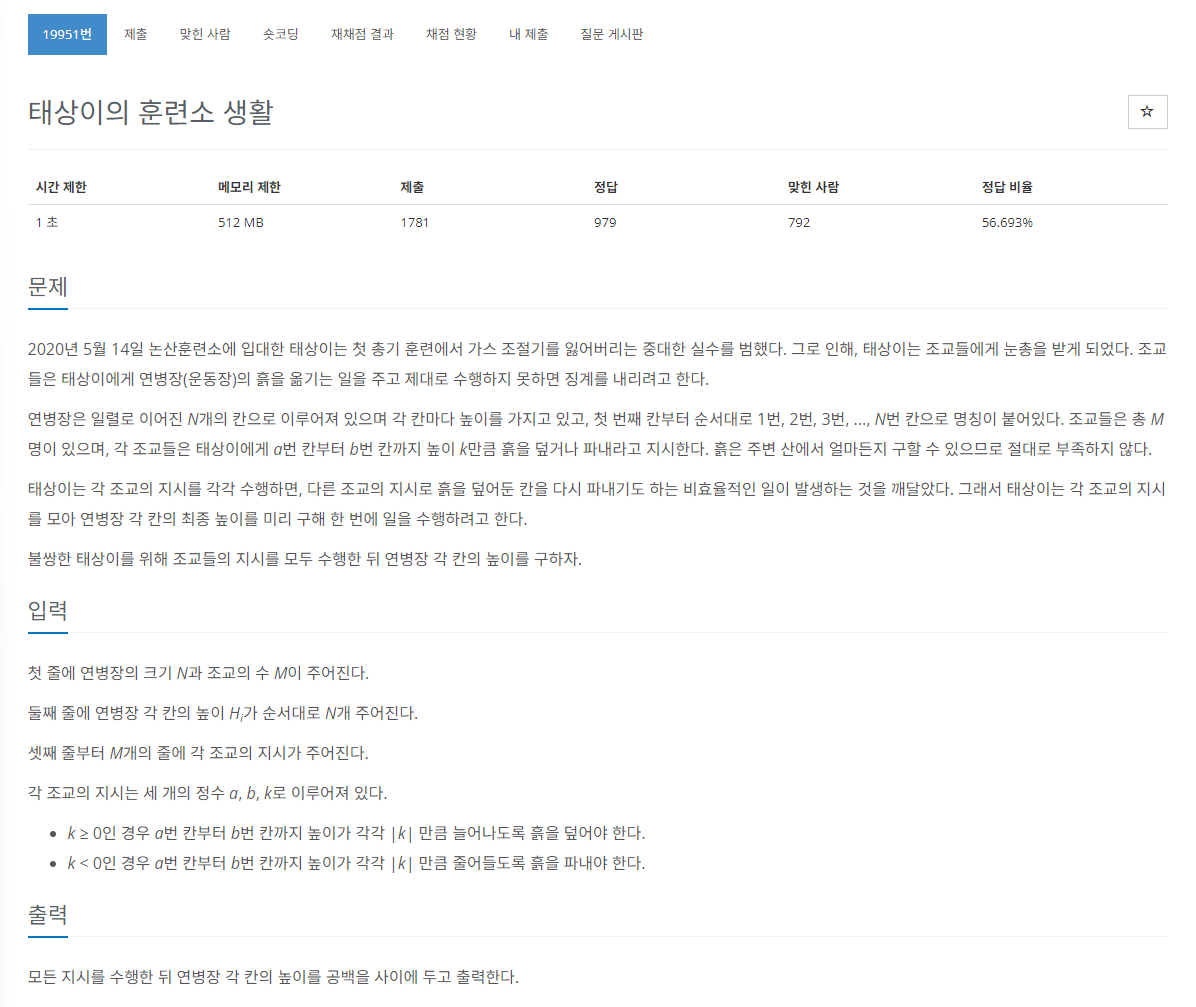 19951번 제출 맞힌 사람 숏코딩 재채점 결과 채점 현황 내 제출 질문 게시판
태상이의 훈련소 생활
☆
시간 제한 메모리 제한 제출 정답 맞힌 사람 정답 비율
1 초 512 MB 1781 979 792 56.693%
문제
2020년 5월 14일 논산훈련소에 입대한 태상이는 첫 총기 훈련에서 가스 조절기를 잃어버리는 중대한 실수를 범했다. 그로 인해, 태상이는 조교들에게 눈총을 받게 되었다. 조교
들은 태상이에게 연병장(운동장)의 흙을 옮기는 일을 주고 제대로 수행하지 못하면 징계를 내리려고 한다.
연병장은 일렬로 이어진 N개의 칸으로 이루어져 있으며 각 칸마다 높이를 가지고 있고, 첫 번째 칸부터 순서대로 1번, 2번, 3번, ..., N번 칸으로 명칭이 붙어있다. 조교들은 총 M
명이 있으며, 각 조교들은 태상이에게 a번 칸부터 b번 칸까지 높이 k만큼 흙을 덮거나 파내라고 지시한다. 흙은 주변 산에서 얼마든지 구할 수 있으므로 절대로 부족하지 않다.
태상이는 각 조교의 지시를 각각 수행하면, 다른 조교의 지시로 흙을 덮어둔 칸을 다시 파내기도 하는 비효율적인 일이 발생하는 것을 깨달았다. 그래서 태상이는 각 조교의 지시
를 모아 연병장 각 칸의 최종 높이를 미리 구해 한 번에 일을 수행하려고 한다.
불쌍한 태상이를 위해 조교들의 지시를 모두 수행한 뒤 연병장 각 칸의 높이를 구하자.
입력
첫 줄에 연병장의 크기 N과 조교의 수 M이 주어진다.
둘째 줄에 연병장 각 칸의 높이 Hi가 순서대로 N개 주어진다.
셋째 줄부터 M개의 줄에 각 조교의 지시가 주어진다.
각 조교의 지시는 세 개의 정수 a, b, k로 이루어져 있다.
• k ≥ 0인 경우 a번 칸부터 b번 칸까지 높이가 각각 |k| 만큼 늘어나도록 흙을 덮어야 한다.
• k < 0인 경우 a번 칸부터 b번 칸까지 높이가 각각 |k| 만큼 줄어들도록 흙을 파내야 한다.
출력
모든 지시를 수행한 뒤 연병장 각 칸의 높이를 공백을 사이에 두고 출력한다.